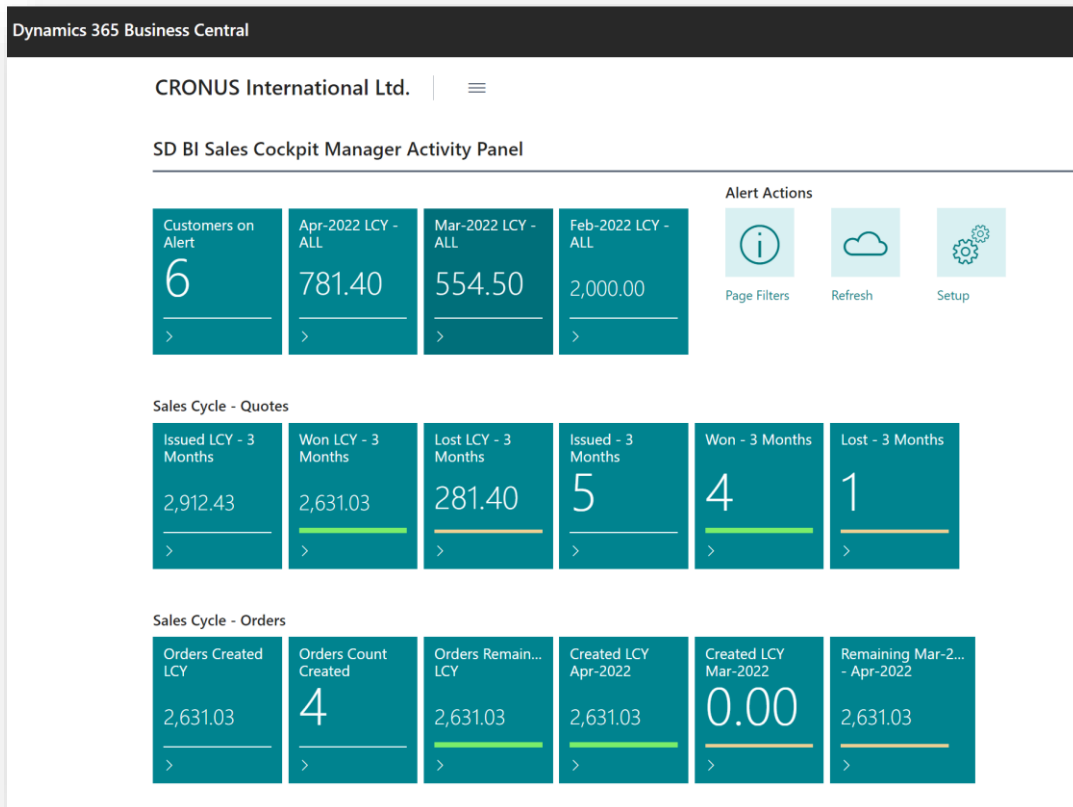 Dynamics 365 Business Central
CRONUS International Ltd.
SD BI Sales Cockpit Manager Activity Panel
Alert Actions
Customers on
Alert
6
Apr-2022 LCY -
ALL
781.40
Mar-2022 LCY -
ALL
554.50
Feb-2022 LCY -
ALL
2,000.00
Page Filters
Refresh
Setup
Sales Cycle - Quotes
Issued LCY - 3
Months
2,912.43
Won LCY - 3
Months
2,631.03
Lost LCY - 3
Months
281.40
Issued - 3
Months
5
Won - 3 Months
4
Lost - 3 Months
1
Sales Cycle - Orders
Orders Created
LCY
2,631.03
Orders Count
Created
4
Orders Remain...
LCY
2,631.03
Created LCY
Apr-2022
2,631.03
Created LCY
Mar-2022
0.00
Remaining Mar-2...
- Apr-2022
2,631.03